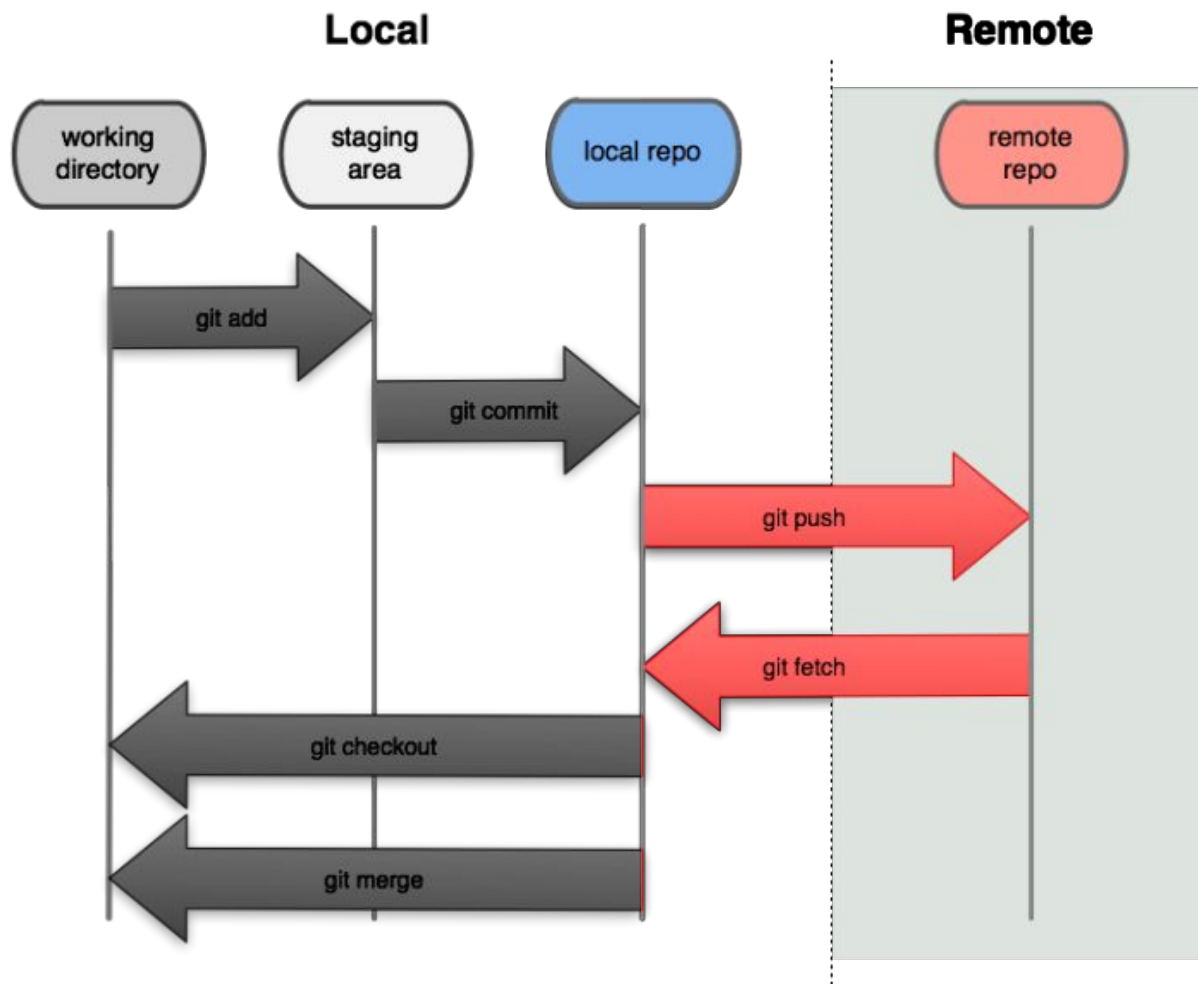 Local
Remote
working
directory
staging
area
local repo
remote
repo
git add
git commit
git push
git fetch
git checkout
git merge